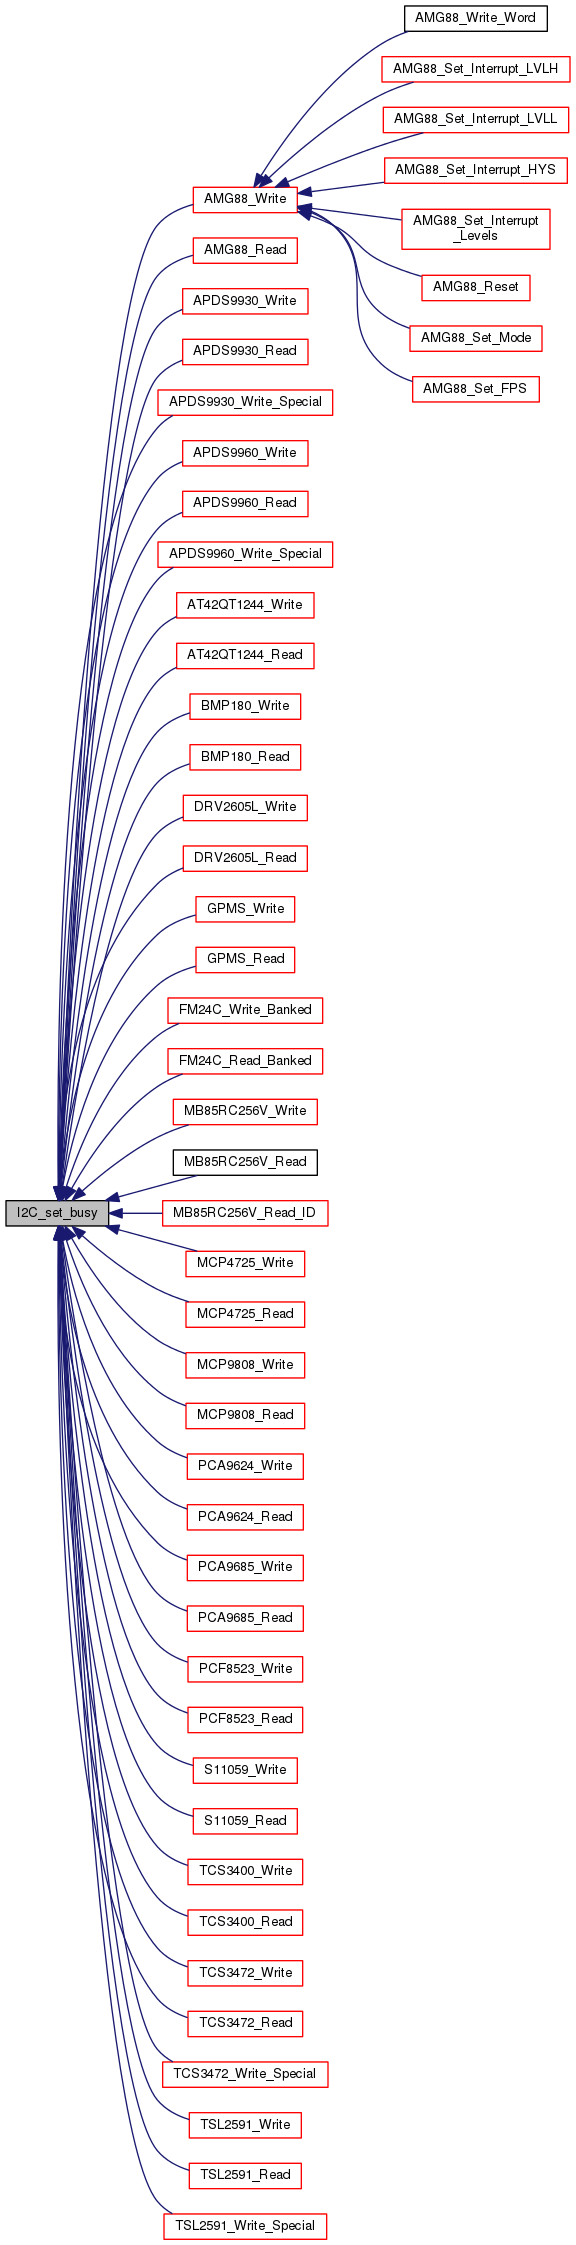 AMG88_Write_Word
AMG88_Set_Interrupt_LVLH
AMG88_Set_Interrupt_LVLL
AMG88_Set_Interrupt_HYS
AMG88_Write
AMG88_Set_Interrupt
_Levels
AMG88_Read
AMG88_Reset
APDS9930_Write
AMG88_Set_Mode
APDS9930_Read
AMG88_Set_FPS
APDS9930_Write_Special
APDS9960_Write
APDS9960_Read
APDS9960_Write_Special
AT42QT1244_Write
AT42QT1244_Read
BMP180_Write
BMP180_Read
DRV2605L_Write
DRV2605L_Read
GPMS_Write
GPMS_Read
FM24C_Write_Banked
FM24C_Read_Banked
MB85RC256V_Write
MB85RC256V_Read
I2C_set_busy
MB85RC256V_Read_ID
MCP4725_Write
MCP4725_Read
MCP9808_Write
MCP9808_Read
PCA9624_Write
PCA9624_Read
PCA9685_Write
PCA9685_Read
PCF8523_Write
PCF8523_Read
S11059_Write
S11059_Read
TCS3400_Write
TCS3400_Read
TCS3472_Write
TCS3472_Read
TCS3472_Write_Special
TSL2591_Write
TSL2591_Read
TSL2591_Write_Special